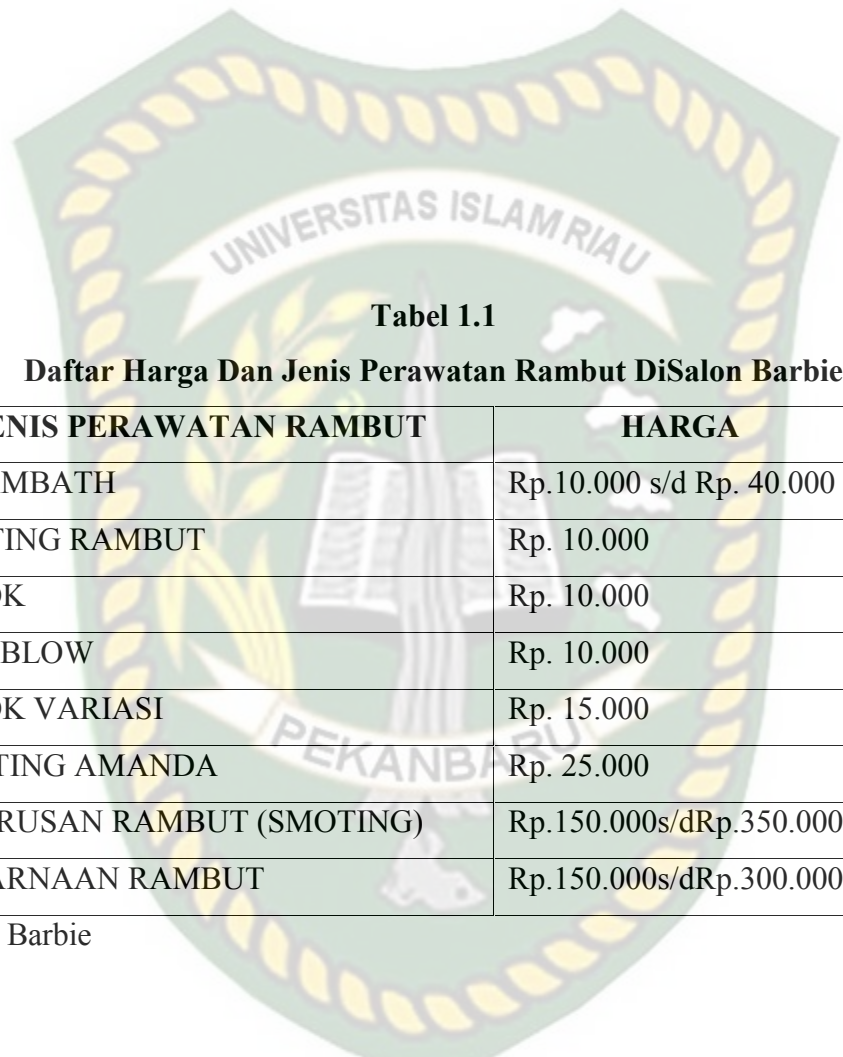 UNIVERSITAS ISLAM RIAU
Tabel 1.1
Daftar Harga Dan Jenis Perawatan Rambut DiSalon Barbie
ENIS PERAWATAN RAMBUT HARGA
MBATH Rp.10.000 s/d Rp. 40.000
TING RAMBUT Rp. 10.000
OK Rp. 10.000
BLOW Rp. 10.000
OK VARIASI Rp. 15.000
TING AMANDA Rp. 25.000
RUSAN RAMBUT (SMOTING) Rp.150.000s/dRp.350.000
ARNAAN RAMBUT Rp.150.000s/dRp.300.000
Barbie
PEKANBARU